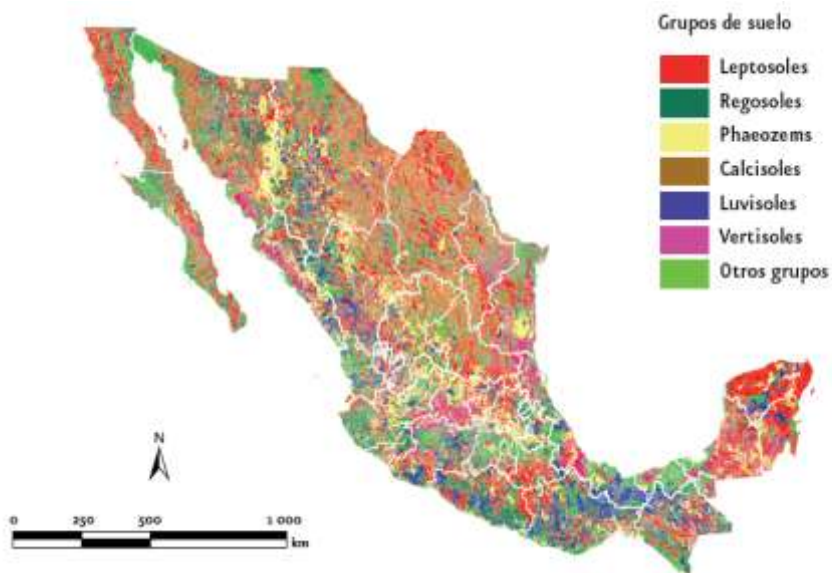 Grupos de suelo
Leptosoles
Regosoles
Phaeozems
Calcisoles
Luvisoles
Vertisoles
Otros grupos
N
0 250 500 1 000
km